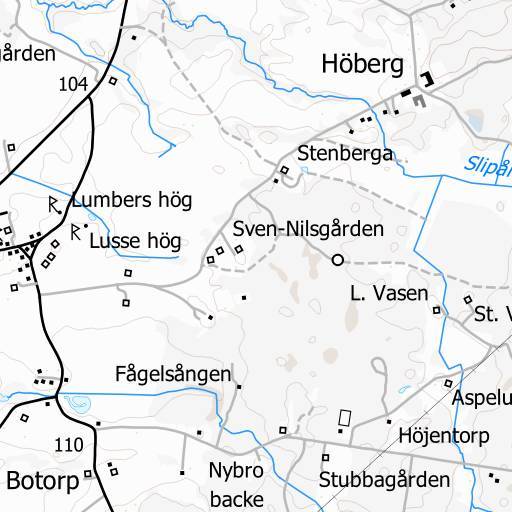 gården
104
Höberg
Stenberga
Slipå
Lumbers hög
Lusse hög
Sven-Nilsgården
L. Vasen
St. V
Fågelsången
Aspelu
110
Höjentorp
Botorp
Nybro
backe
Stubbagården